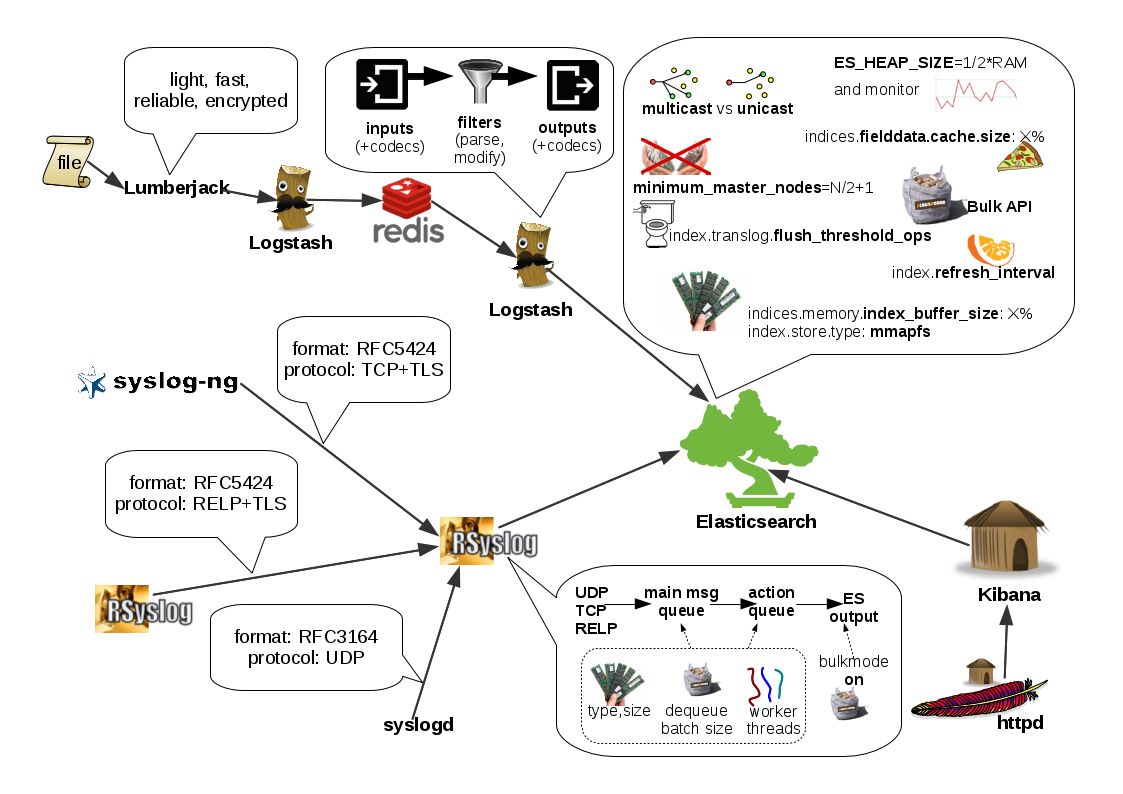 light, fast,
reliable, encrypted
file
Lumberjack
Logstash
redis
inputs
(+codecs)
filters
(parse,
modify)
outputs
(+codecs)
Logstash
multicast vs unicast
ES_HEAP_SIZE=1/2*RAM
and monitor
indices.fielddata.cache.size: X%
minimum_master_nodes=N/2+1
Bulk API
index.translog.flush_threshold_ops
index.refresh_interval
indices.memory.index_buffer_size: X%
index.store.type: mmapfs
syslog-ng
format: RFC5424
protocol: TCP+TLS
format: RFC5424
protocol: RELP+TLS
RSyslog
format: RFC3164
protocol: UDP
syslogd
RSyslog
Elasticsearch
UDP
TCP
RELP
main msg
queue
action
queue
ES
output
type,size
dequeue
batch size
worker
threads
bulkmode
on
Kibana
httpd